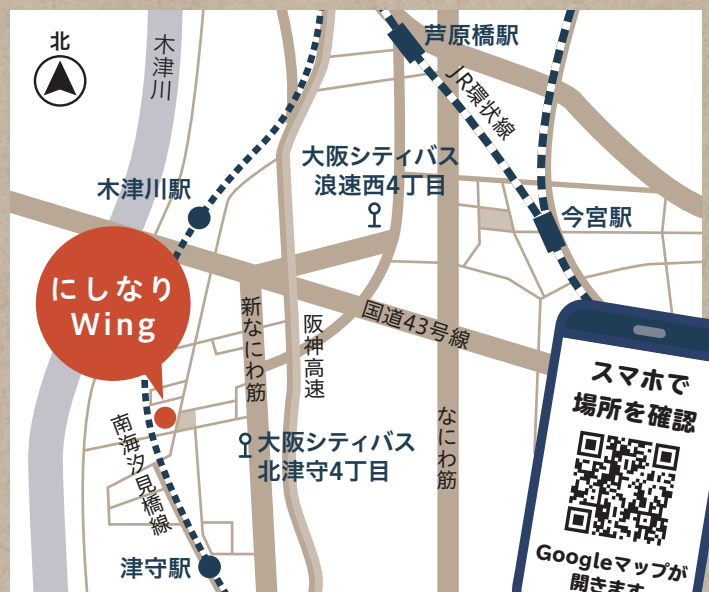 北
木津川
芦原橋駅
JR環状線
大阪シティバス
浪速西4丁目
木津川駅
今宮駅
にしなり
Wing
新なにわ筋
阪神高速
国道43号線
なにわ筋
南海汐見橋線
大阪シティバス
北津守4丁目
津守駅
スマホで
場所を確認
Googleマップが
開きます